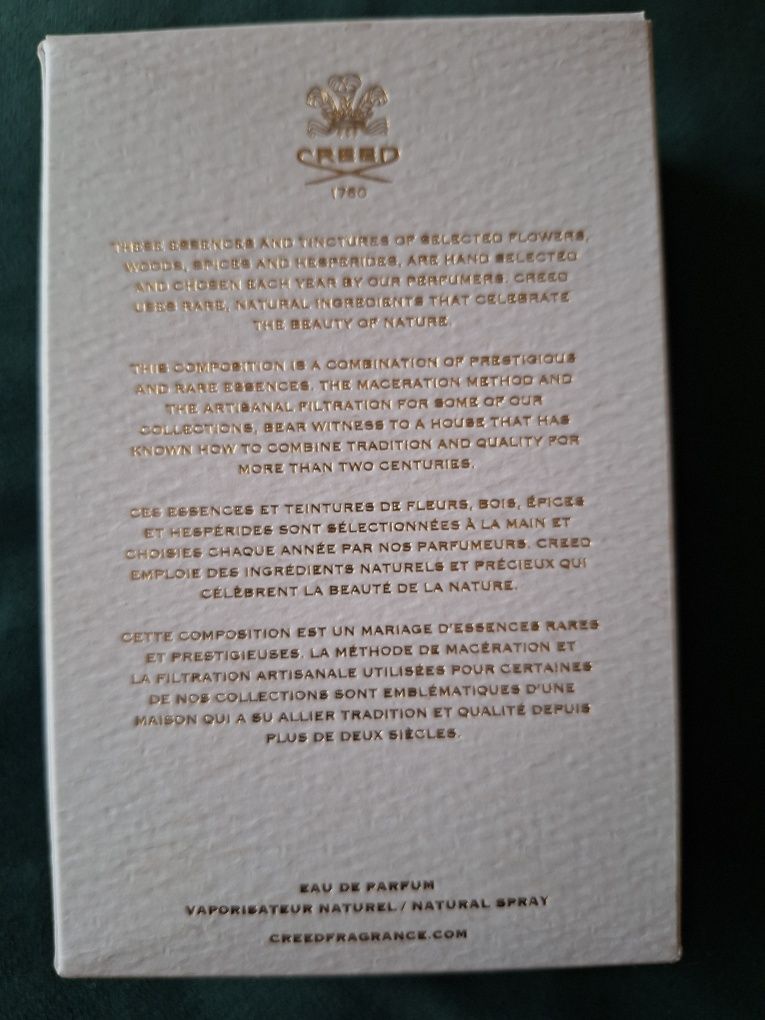 CREED
1760
THESE ESSENCES AND TINCTURES OF SELECTED FLOWERS,
WOODS, SPICES AND HESPERIDES, ARE HAND SELECTED
AND CHOSEN EACH YEAR BY OUR PERFUMERS. CREED
USES RARE, NATURAL INGREDIENTS THAT CELEBRATE
THE BEAUTY OF NATURE.
THIS COMPOSITION IS A COMBINATION OF PRESTIGIOUS
AND RARE ESSENCES. THE MACERATION METHOD AND
THE ARTISANAL FILTRATION FOR SOME OF OUR
COLLECTIONS, BEAR WITNESS TO A HOUSE THAT HAS
KNOWN HOW TO COMBINE TRADITION AND QUALITY FOR
MORE THAN TWO CENTURIES.
CES ESSENCES ET TEINTURES DE FLEURS, BOIS, ÉPICES
ET HESPÉRIDES SONT SÉLECTIONNÉES À LA MAIN ET
CHOISIES CHAQUE ANNÉE PAR NOS PARFUMEURS. CREED
EMPLOIE DES INGRÉDIENTS NATURELS ET PRÉCIEUX QUI
CÉLÈBRENT LA BEAUTÉ DE LA NATURE.
CETTE COMPOSITION EST UN MARIAGE D'ESSENCES RARES
ET PRESTIGIEUSES. LA MÉTHODE DE MACÉRATION ET
LA FILTRATION ARTISANALE UTILISÉES POUR CERTAINES
DE NOS COLLECTIONS SONT EMBLÉMATIQUES D'UNE
MAISON QUI A SU ALLIER TRADITION ET QUALITÉ DEPUIS
PLUS DE DEUX SIÈCLES.
EAU DE PARFUM
VAPORISATEUR NATUREL / NATURAL SPRAY
CREEDFRAGRANCE.COM